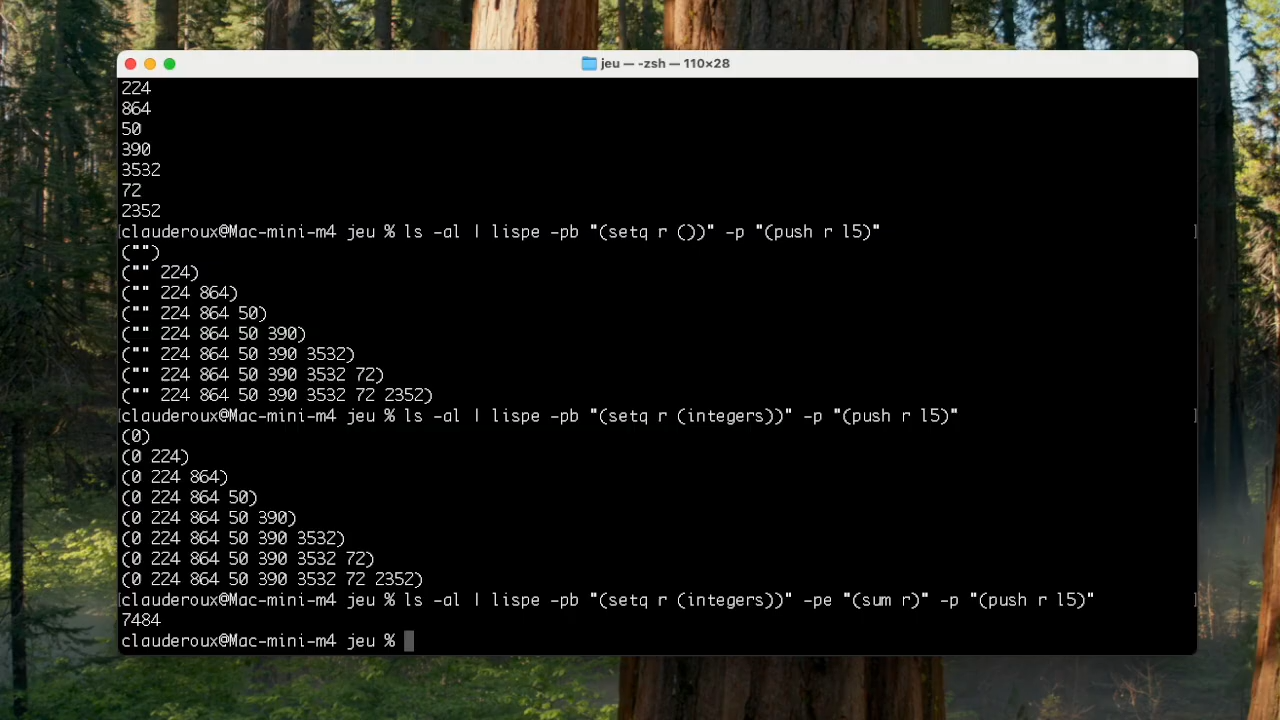 jeu — -zsh — 110×28
224
864
50
390
3532
72
2352
[clauderoux@Mac-mini-m4 jeu % ls -al | lispe -pb "(setq r ())" -p "(push r l5)" ]
("")
("" 224)
("" 224 864)
("" 224 864 50)
("" 224 864 50 390)
("" 224 864 50 390 3532)
("" 224 864 50 390 3532 72)
("" 224 864 50 390 3532 72 2352)
[clauderoux@Mac-mini-m4 jeu % ls -al | lispe -pb "(setq r (integers))" -p "(push r l5)" ]
(0)
(0 224)
(0 224 864)
(0 224 864 50)
(0 224 864 50 390)
(0 224 864 50 390 3532)
(0 224 864 50 390 3532 72)
(0 224 864 50 390 3532 72 2352)
[clauderoux@Mac-mini-m4 jeu % ls -al | lispe -pb "(setq r (integers))" -pe "(sum r)" -p "(push r l5)" ]
7484
clauderoux@Mac-mini-m4 jeu %